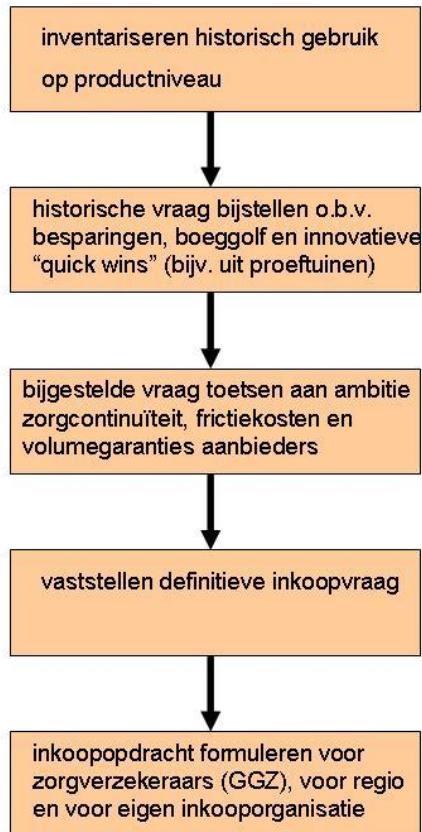 inventariseren historisch gebruik
op productniveau
historische vraag bijstellen o.b.v.
besparingen, boeggolf en innovatieve
“quick wins” (bijv. uit proeftuinen)
bijgestelde vraag toetsen aan ambitie
zorgcontinuïteit, frictiekosten en
volumegaranties aanbieders
vaststellen definitieve inkoopvraag
inkoopopdracht formuleren voor
zorgverzekeraars (GGZ), voor regio
en voor eigen inkooporganisatie